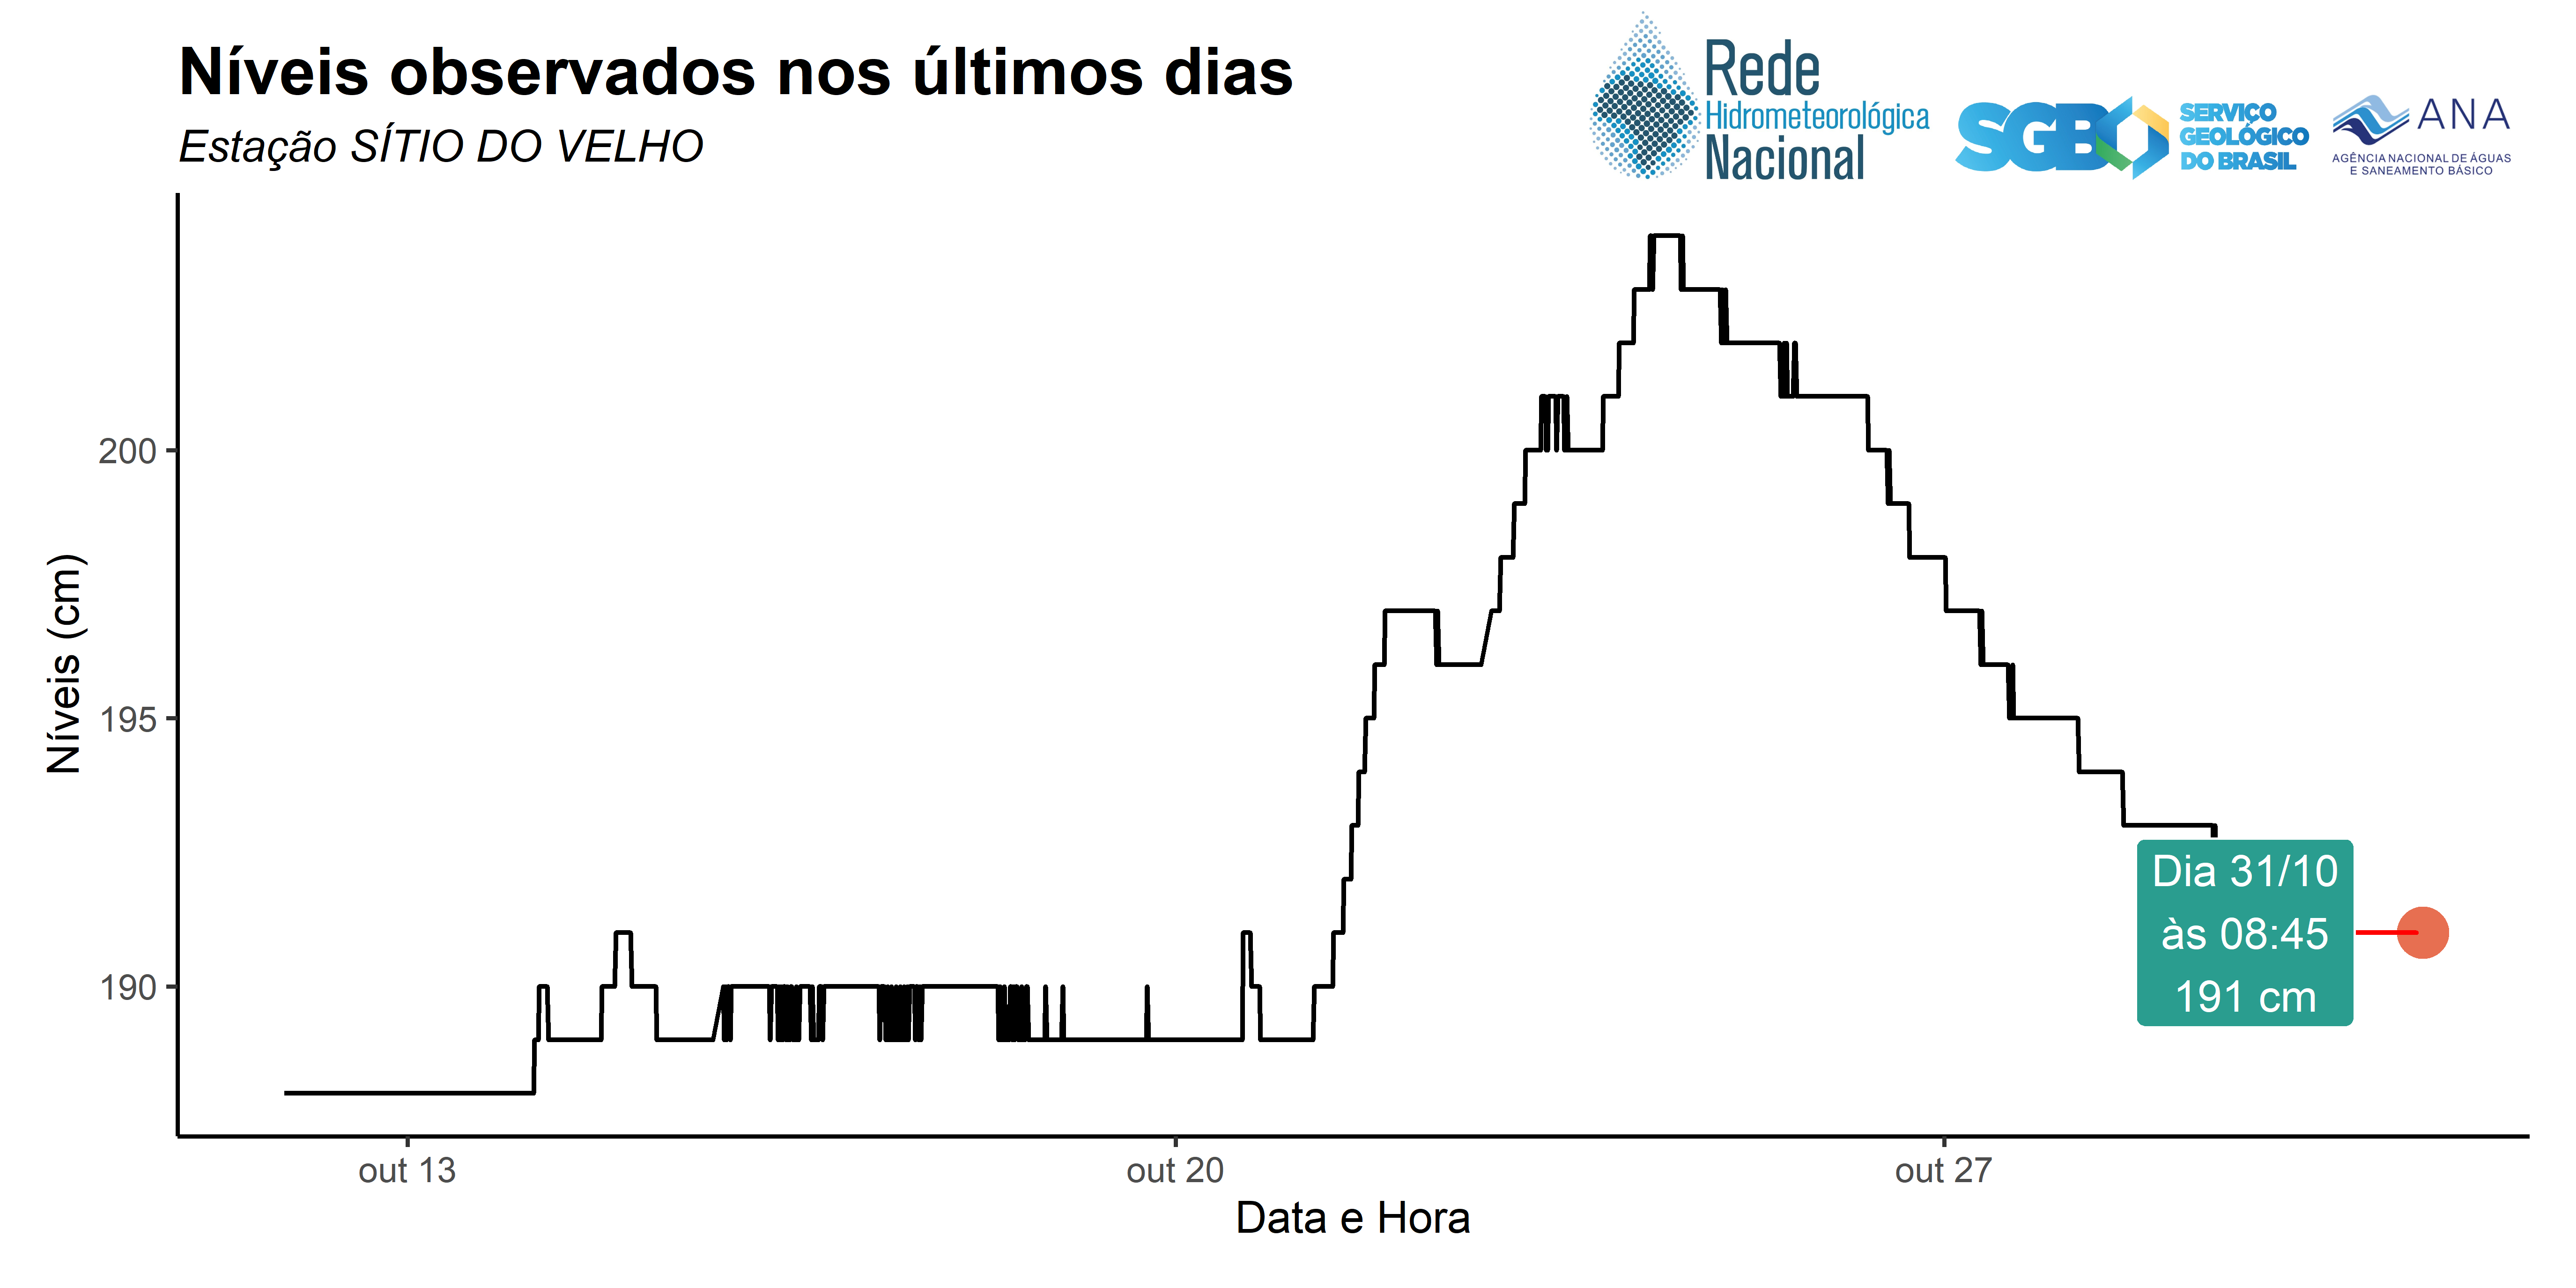 Níveis observados nos últimos dias
Estação SÍTIO DO VELHO
Rede
Hidrometeorológica
Nacional
SGB
SERVIÇO
GEOLÓGICO
DO BRASIL
ANA
AGÊNCIA NACIONAL DE ÁGUAS
E SANEAMENTO BÁSICO
Níveis (cm)
200
195
190
Dia 31/10
às 08:45
191 cm
out 13
out 20
out 27
Data e Hora